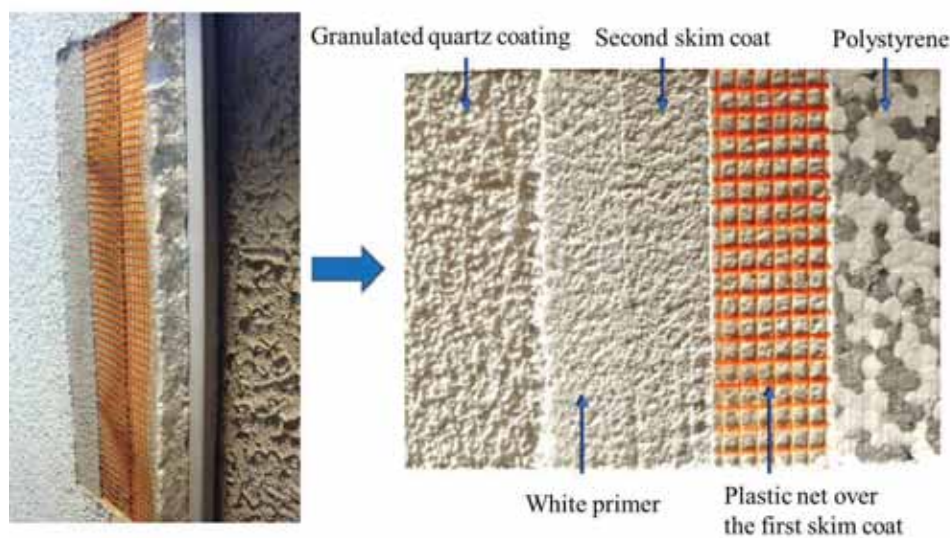 Granulated quartz coating
Second skim coat
Polystyrene
White primer
Plastic net over
the first skim coat